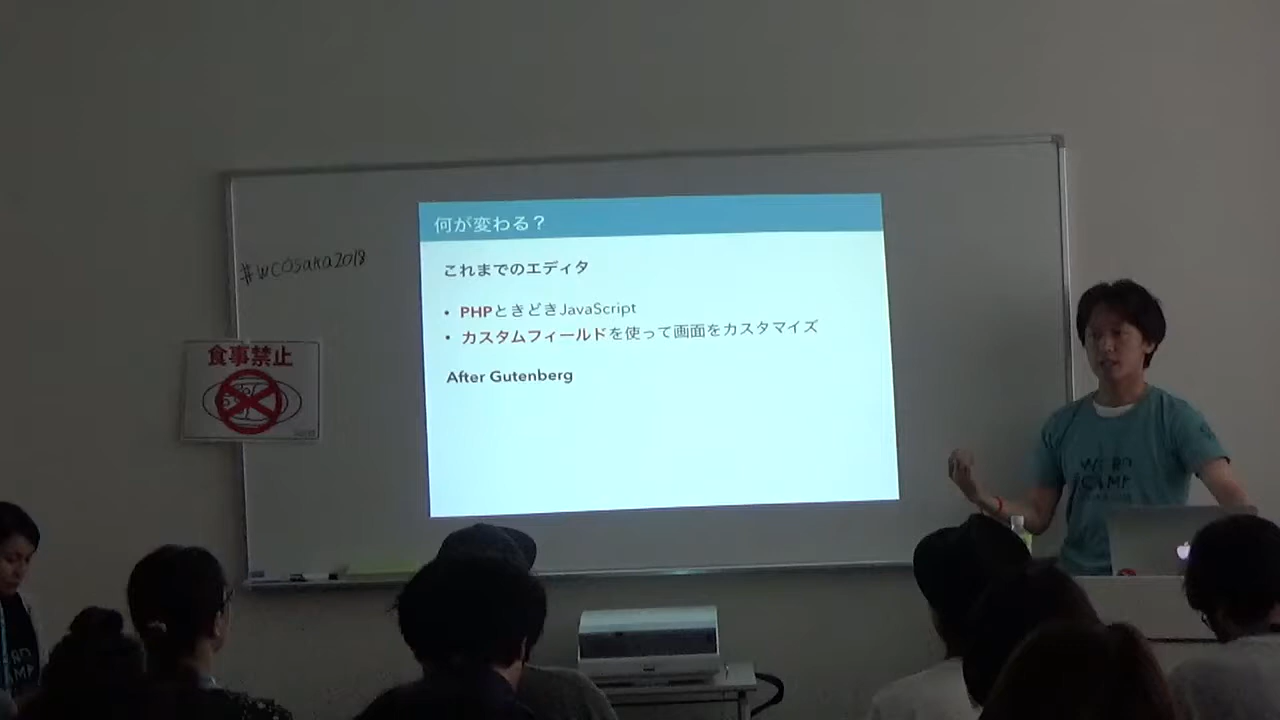 何が変わる？
これまでのエディタ
• PHPときどきJavaScript
• カスタムフィールドを使って画面をカスタマイズ
After Gutenberg
#WCOsaka2018
食事禁止
WORD
CAMP